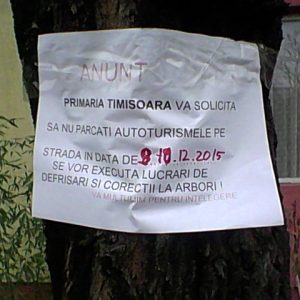 ANUNT
PRIMARIA TIMISOARA VA SOLICITA
SA NU PARCATI AUTOTURISMELE PE
STRADA IN DATA DE 8.10.12.2015
SE VOR EXECUTA LUCRARI DE
DEFRISARI SI CORECTII LA ARBORI !
VA MULTUMIM PENTRU INTELEGERE